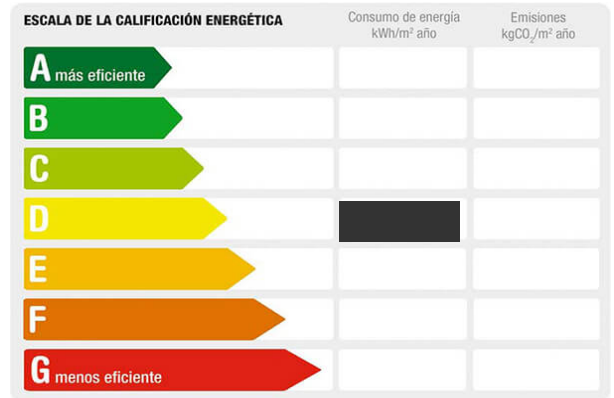 ESCALA DE LA CALIFICACIÓN ENERGÉTICA
Consumo de energía
kWh/m² año
Emisiones
kgCO₂/m² año
A más eficiente
B
C
D
E
F
G menos eficiente